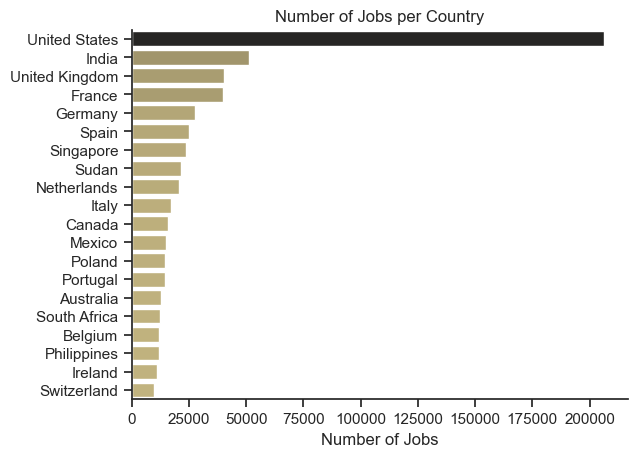 Number of Jobs per Country
United States
India
United Kingdom
France
Germany
Spain
Singapore
Sudan
Netherlands
Italy
Canada
Mexico
Poland
Portugal
Australia
South Africa
Belgium
Philippines
Ireland
Switzerland
0 25000 50000 75000 100000 125000 150000 175000 200000
Number of Jobs